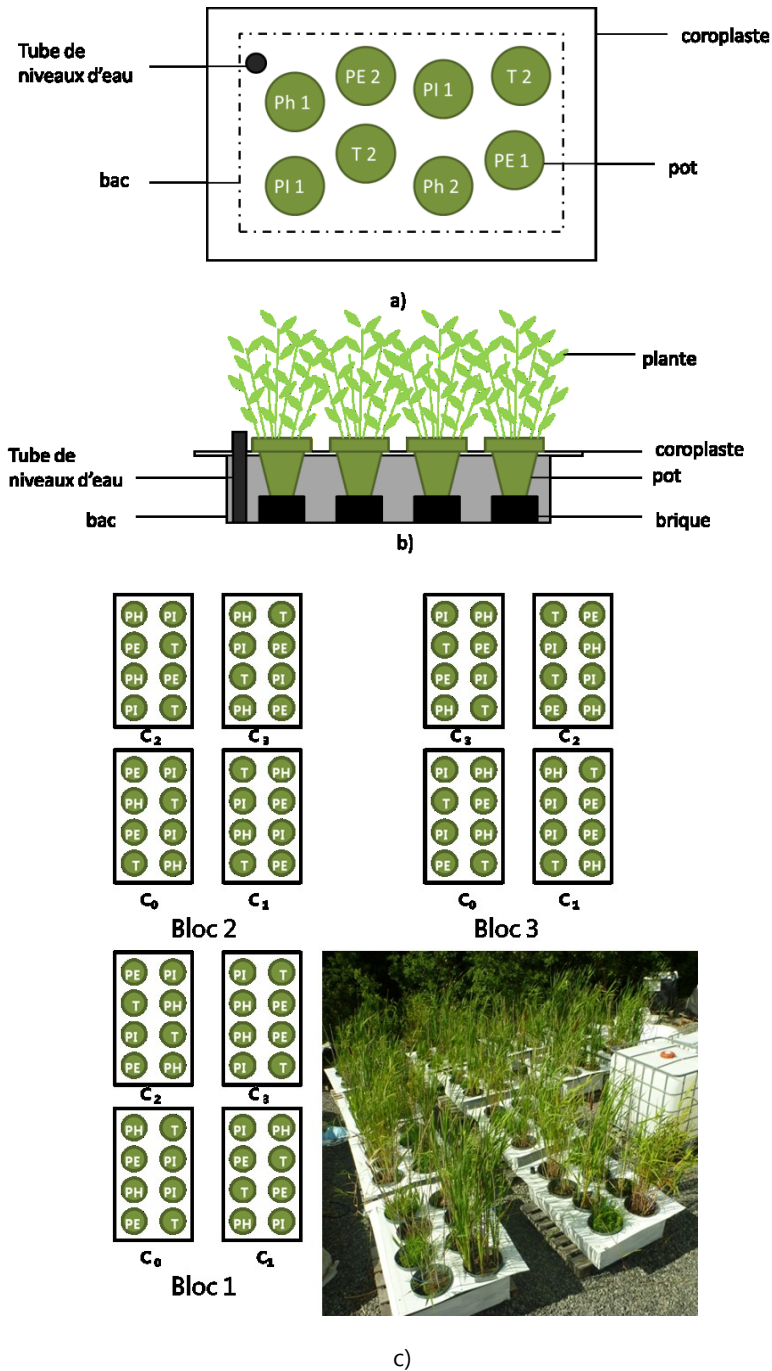 Tube de
niveaux d'eau
coroplaste
Ph 1
PE 2
PI 1
T 2
T 2
PE 1
PI 1
Ph 2
bac
pot
a)
plante
Tube de
niveaux d'eau
coroplaste
pot
bac
brique
b)
PH PI PH T PI PH T PE
PE T PI PE T PE PI PH
PH PE T PI PE PI T PI
PI T PH PE PH T PE PH
C2 C3 C3 C2
PE PI T PH PI PH PH T
PH T PI PE T PE PI PE
PE PI PH PI PI PH PI PE
T PH T PE PE T T PH
C0 C1 C0 C1
Bloc 2 Bloc 3
PE PI PI T
T PH PH PE
PI T PH PE
PE PH PI T
C2 C3
PH T PI PH
PE PI PE T
PH PI T PE
PE T PH PI
C0 C1
Bloc 1
c)